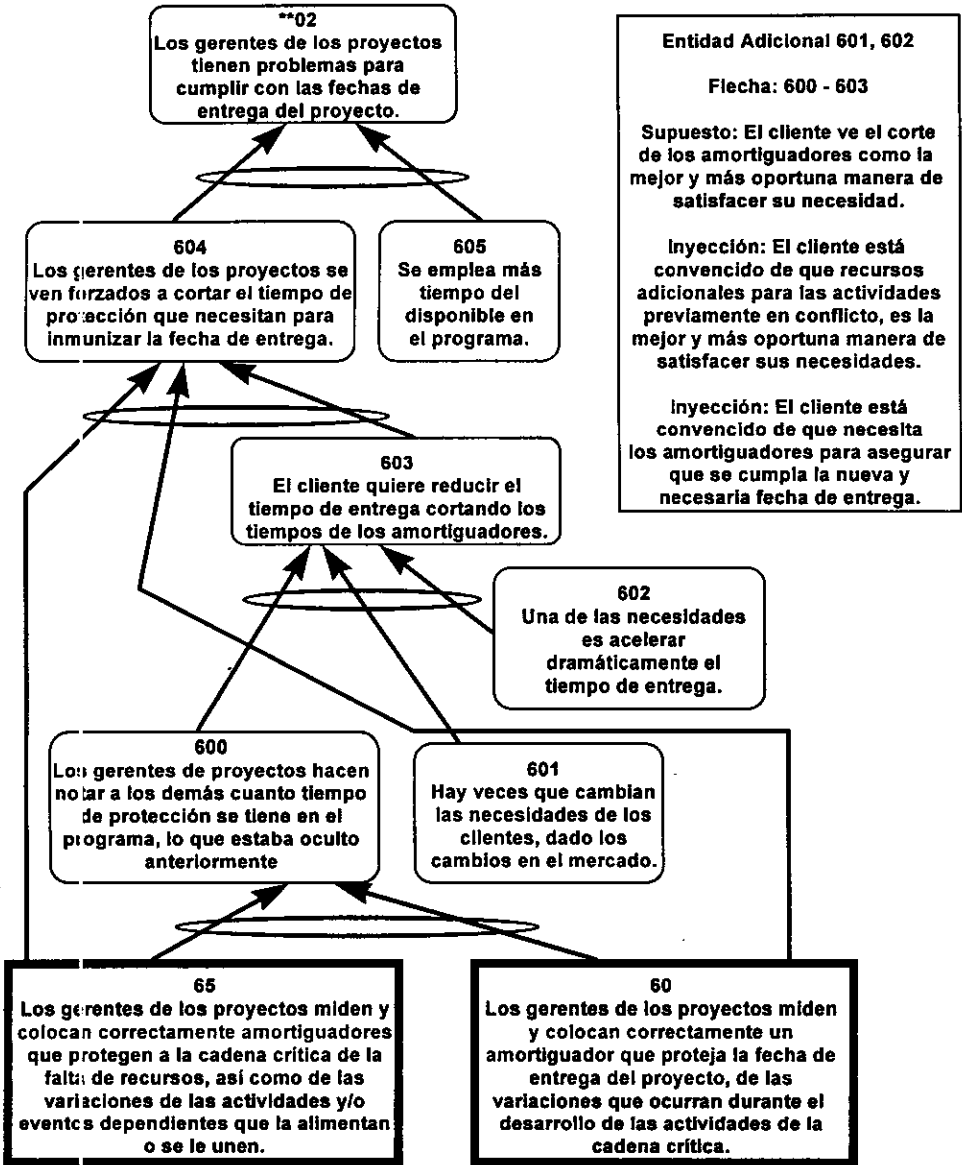 **02
Los gerentes de los proyectos
tienen problemas para
cumplir con las fechas de
entrega del proyecto.
Entidad Adicional 601, 602
Flecha: 600 - 603
Supuesto: El cliente ve el corte
de los amortiguadores como la
mejor y más oportuna manera de
satisfacer su necesidad.
Inyección: El cliente está
convencido de que recursos
adicionales para las actividades
previamente en conflicto, es la
mejor y más oportuna manera de
satisfacer sus necesidades.
Inyección: El cliente está
convencido de que necesita
los amortiguadores para asegurar
que se cumpla la nueva y
necesaria fecha de entrega.
604
Los gerentes de los proyectos se
ven forzados a cortar el tiempo de
protección que necesitan para
inmunizar la fecha de entrega.
605
Se emplea más
tiempo del
disponible en
el programa.
603
El cliente quiere reducir el
tiempo de entrega cortando los
tiempos de los amortiguadores.
602
Una de las necesidades
es acelerar
dramáticamente el
tiempo de entrega.
600
Los gerentes de proyectos hacen
notar a los demás cuanto tiempo
de protección se tiene en el
programa, lo que estaba oculto
anteriormente
601
Hay veces que cambian
las necesidades de los
clientes, dado los
cambios en el mercado.
65
Los gerentes de los proyectos miden y
colocan correctamente amortiguadores
que protegen a la cadena crítica de la
falta de recursos, así como de las
variaciones de las actividades y/o
eventos dependientes que la alimentan
o se le unen.
60
Los gerentes de los proyectos miden
y colocan correctamente un
amortiguador que proteja la fecha de
entrega del proyecto, de las
variaciones que ocurran durante el
desarrollo de las actividades de la
cadena crítica.